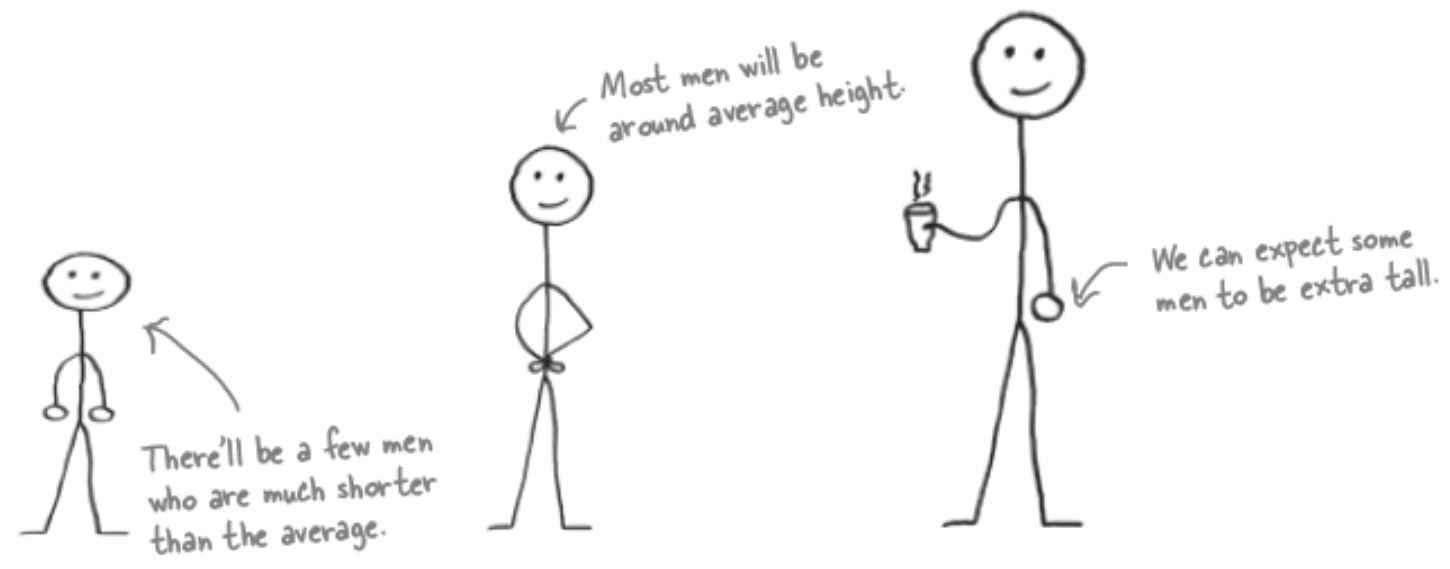 Most men will be
around average height.
We can expect some
men to be extra tall.
There'll be a few men
who are much shorter
than the average.